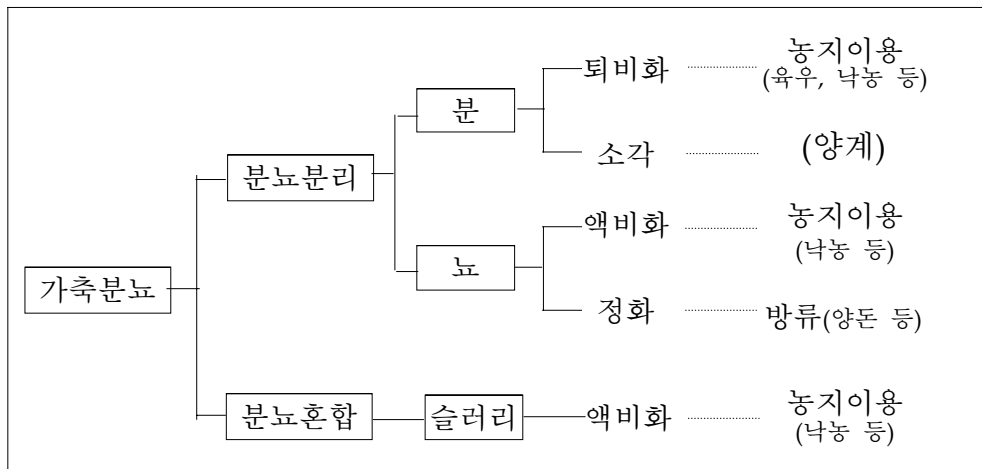 퇴비화 농지이용
(육우, 낙농 등)
분
소각 (양계)
분뇨분리
액비화 농지이용
(낙농 등)
뇨
가축분뇨
정화 방류(양돈 등)
분뇨혼합 슬러리 액비화 농지이용
(낙농 등)